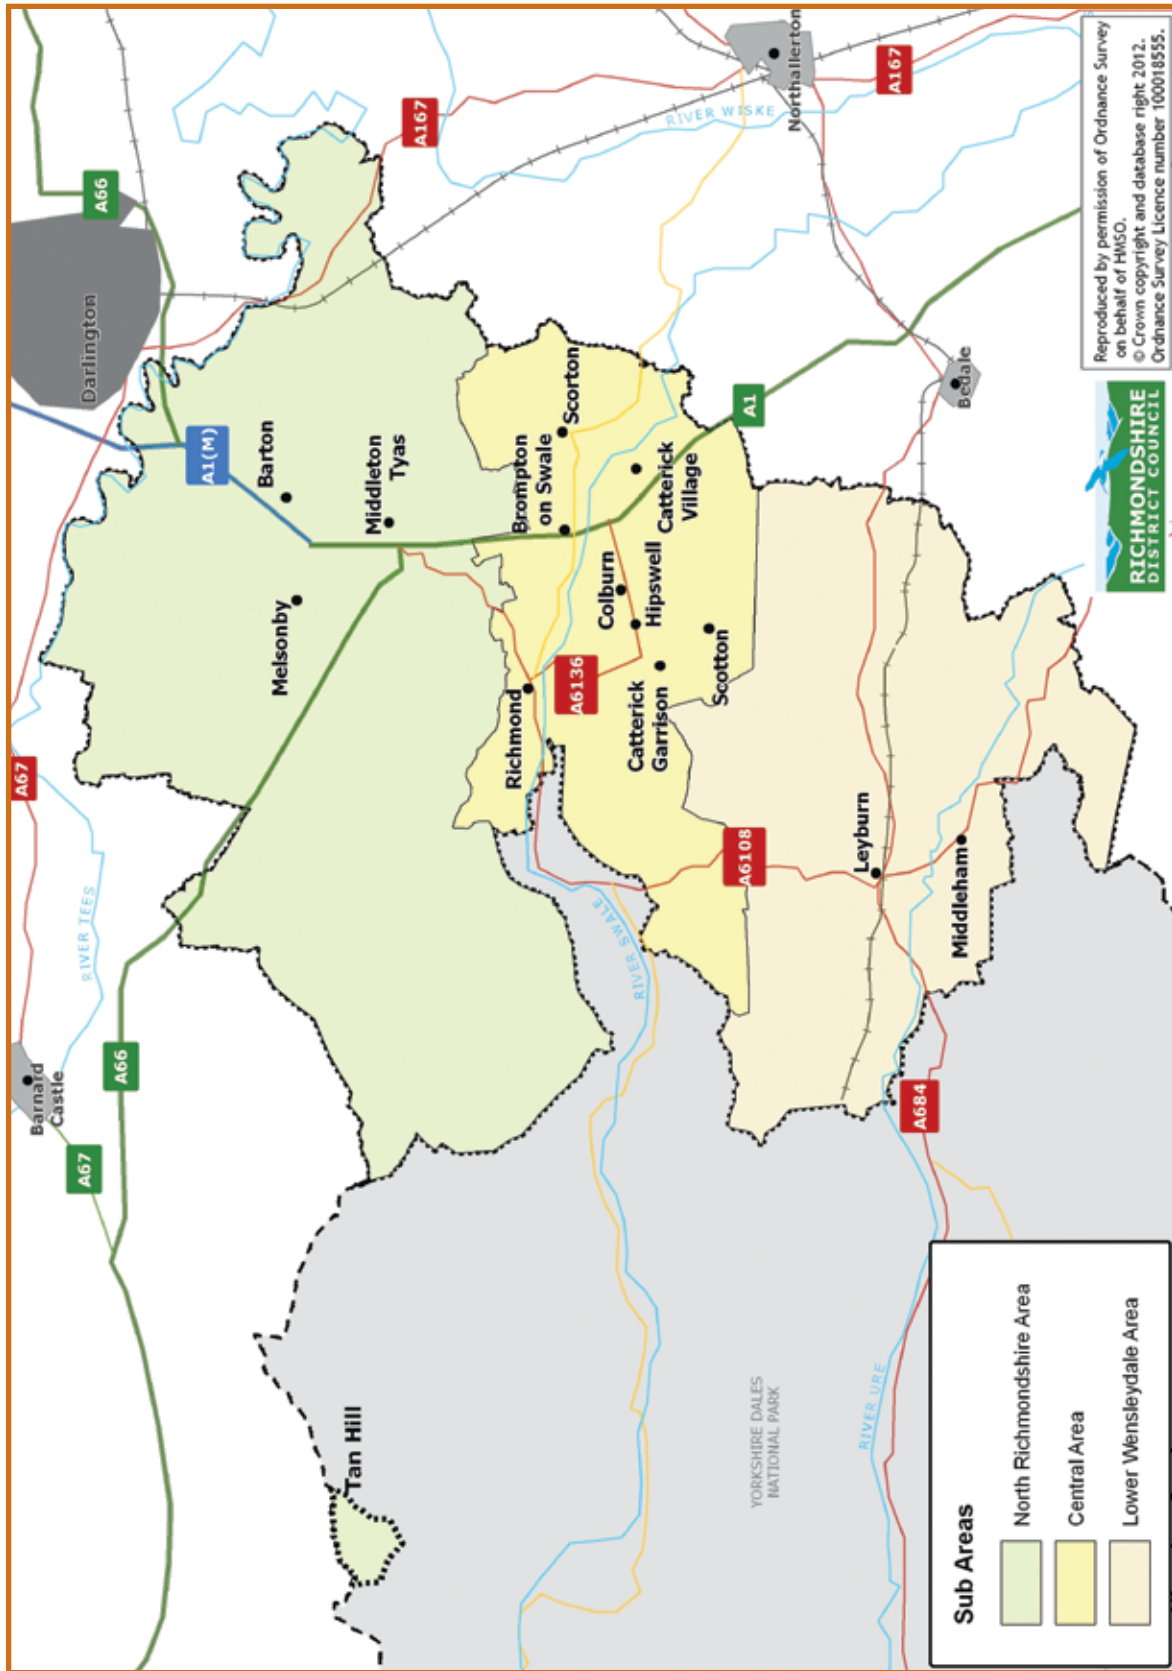 A66
Darlington
A1(M)
A67
RIVER TEES
Barnard
Castle
A67
A66
Barton
Middleton
Tyas
Melsonby
A167
RIVER WISKE
Northallerton
A167
Brompton
on Swale
Scorton
Catterick
Village
A1
Colburn
Hipswell
Richmond
A6136
Catterick
Garrison
Scotton
Bedale
RIVER SWALE
A6108
Leyburn
Middleham
A684
Tan Hill
YORKSHIRE DALES
NATIONAL PARK
RIVER URE
Sub Areas
North Richmondshire Area
Central Area
Lower Wensleydale Area
RICHMONDSHIRE
DISTRICT COUNCIL
Reproduced by permission of Ordnance Survey
on behalf of HMSO.
© Crown copyright and database right 2012.
Ordnance Survey Licence number 100018555.